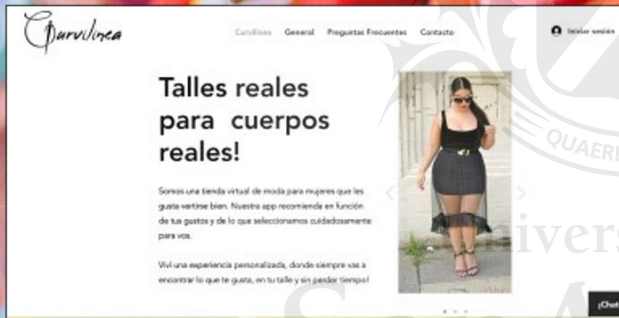 Curvilinea
Curvilinea General Preguntas Frecuentes Contacto
Iniciar sesión
Talles reales
para cuerpos
reales!
Somos una tienda virtual de moda para mujeres que les
gusta vertirse bien. Nuestra app recomienda en función
de tus gustos y de lo que seleccionamos cuidadosamente
para vos.
Viví una experiencia personalizada, donde siempre vas a
encontrar lo que te gusta, en tu talle y sin perder tiempo!
¡Chat
QUAERE
nivers